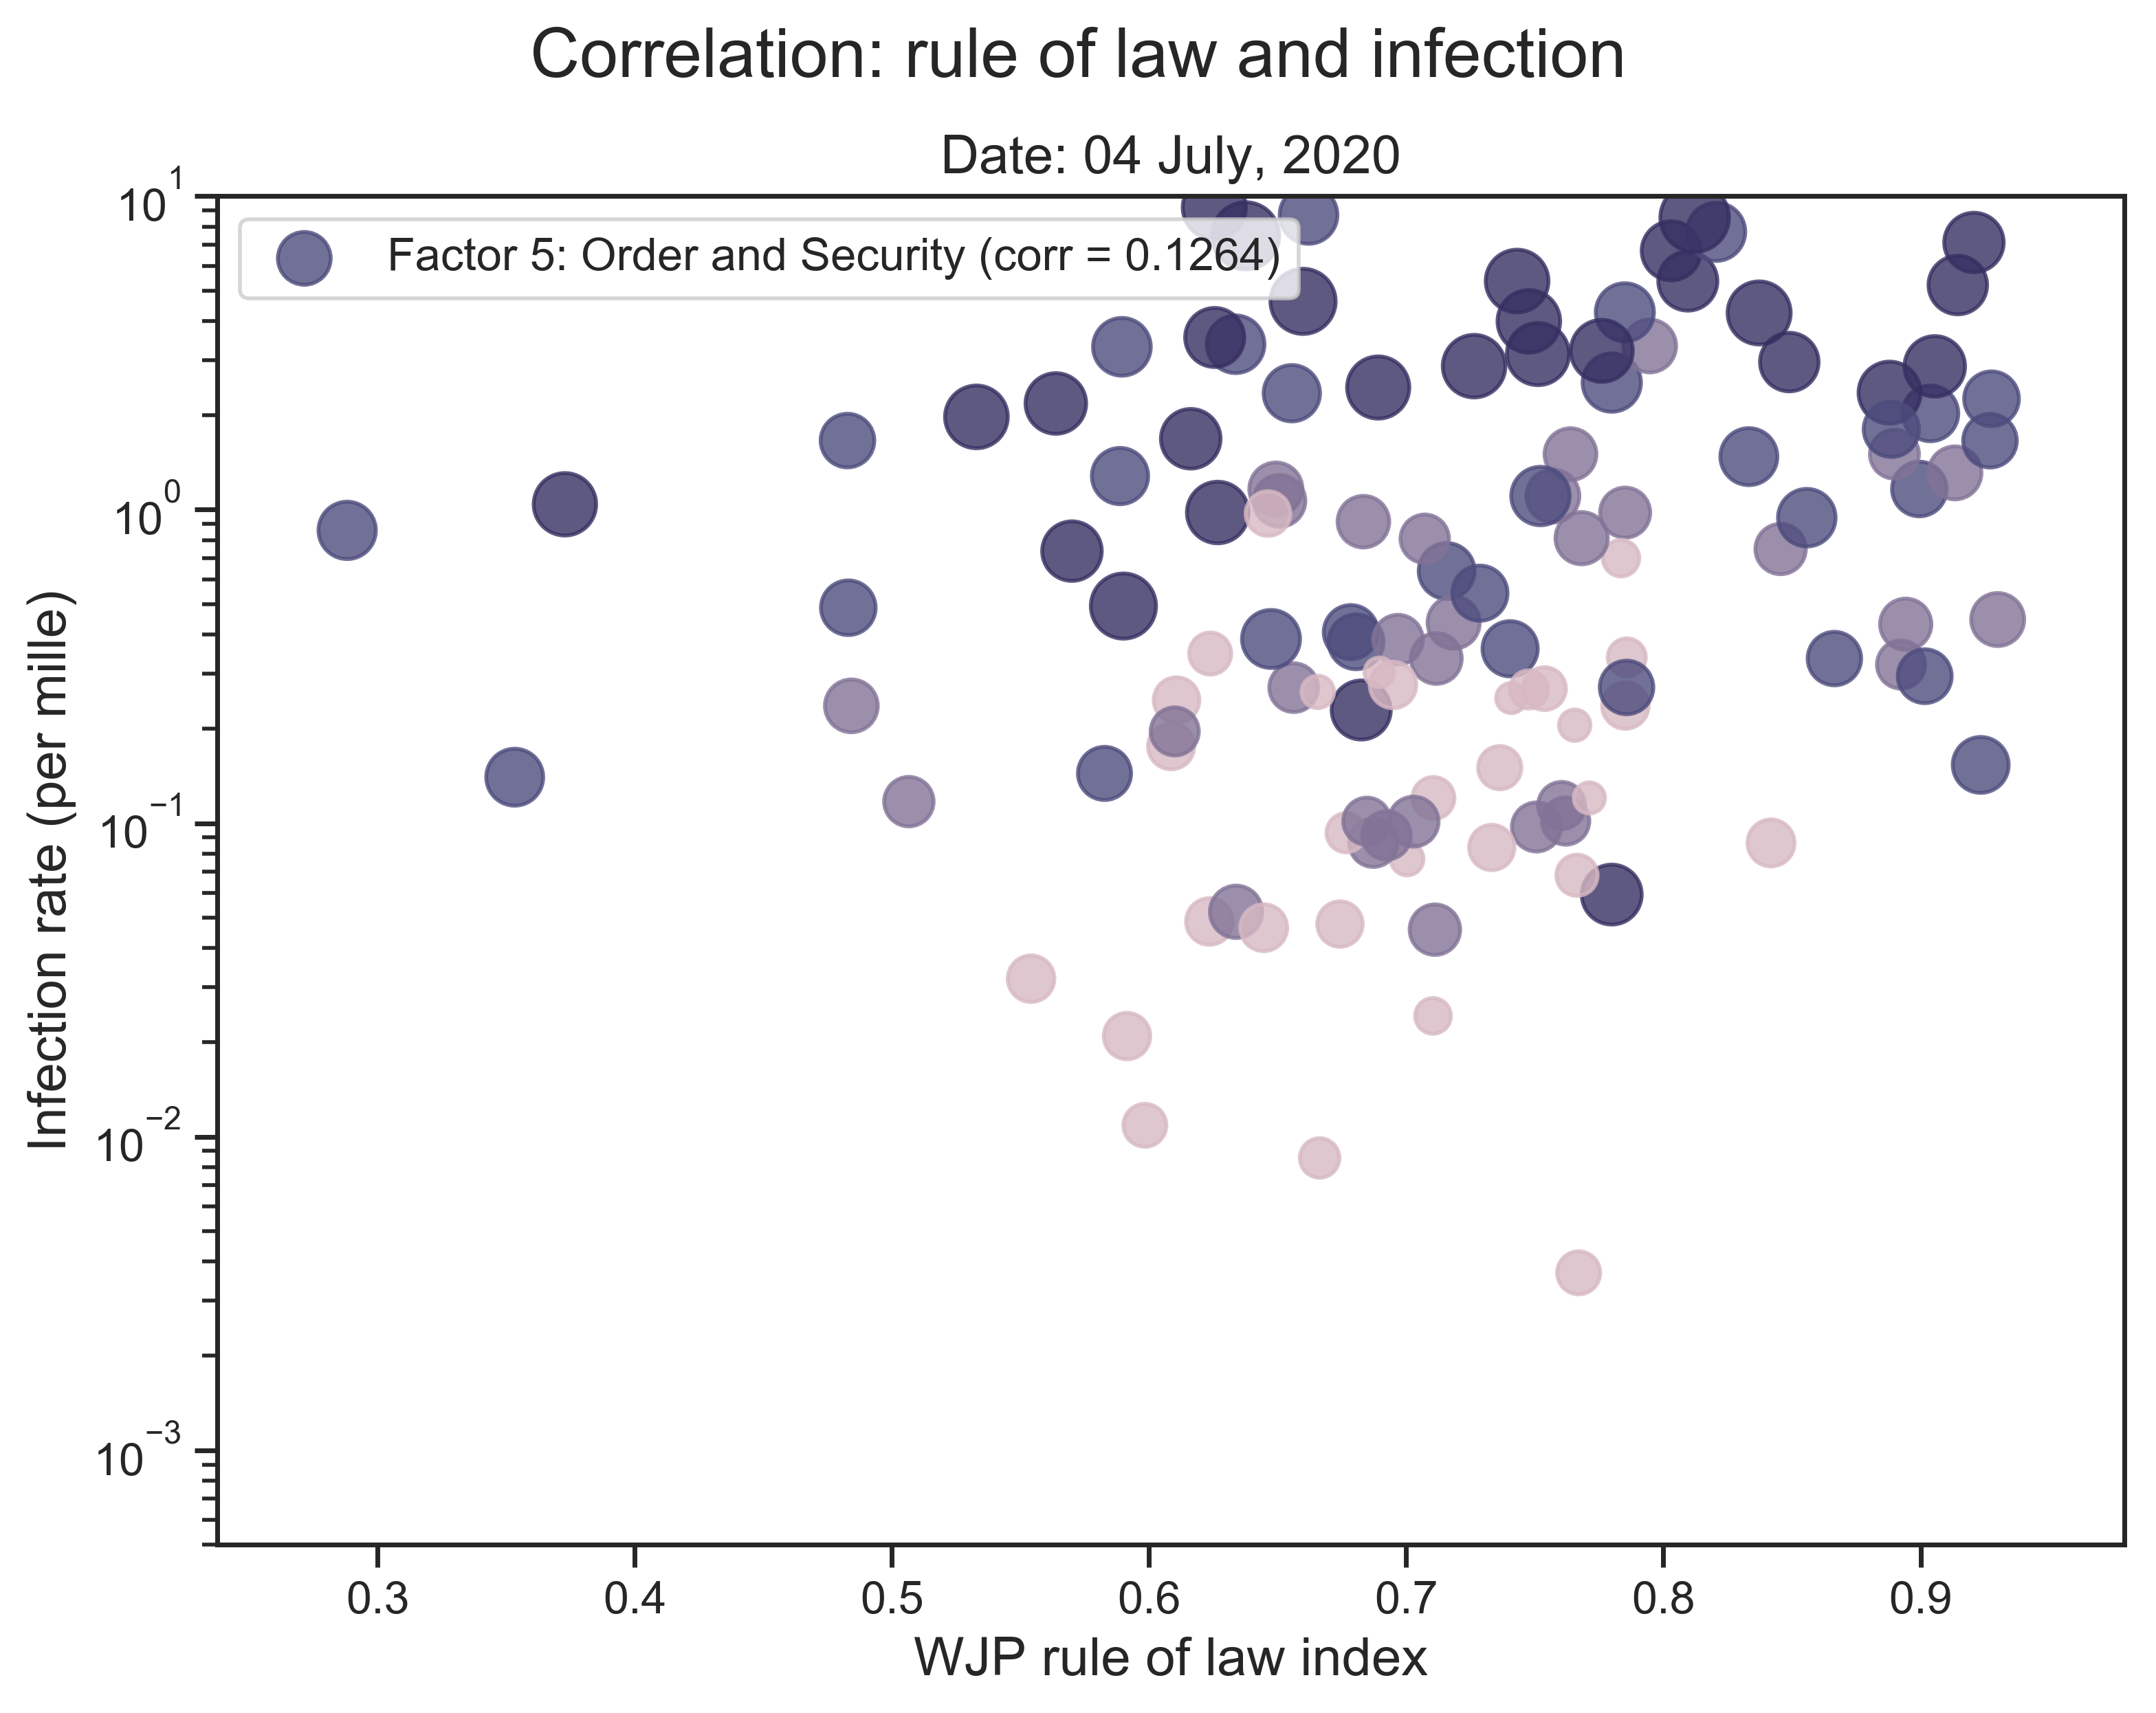 Correlation: rule of law and infection
Date: 04 July, 2020
Factor 5: Order and Security (corr = 0.1264)
Infection rate (per mille)
10^1
10^0
10^−1
10^−2
10^−3
0.3 0.4 0.5 0.6 0.7 0.8 0.9
WJP rule of law index